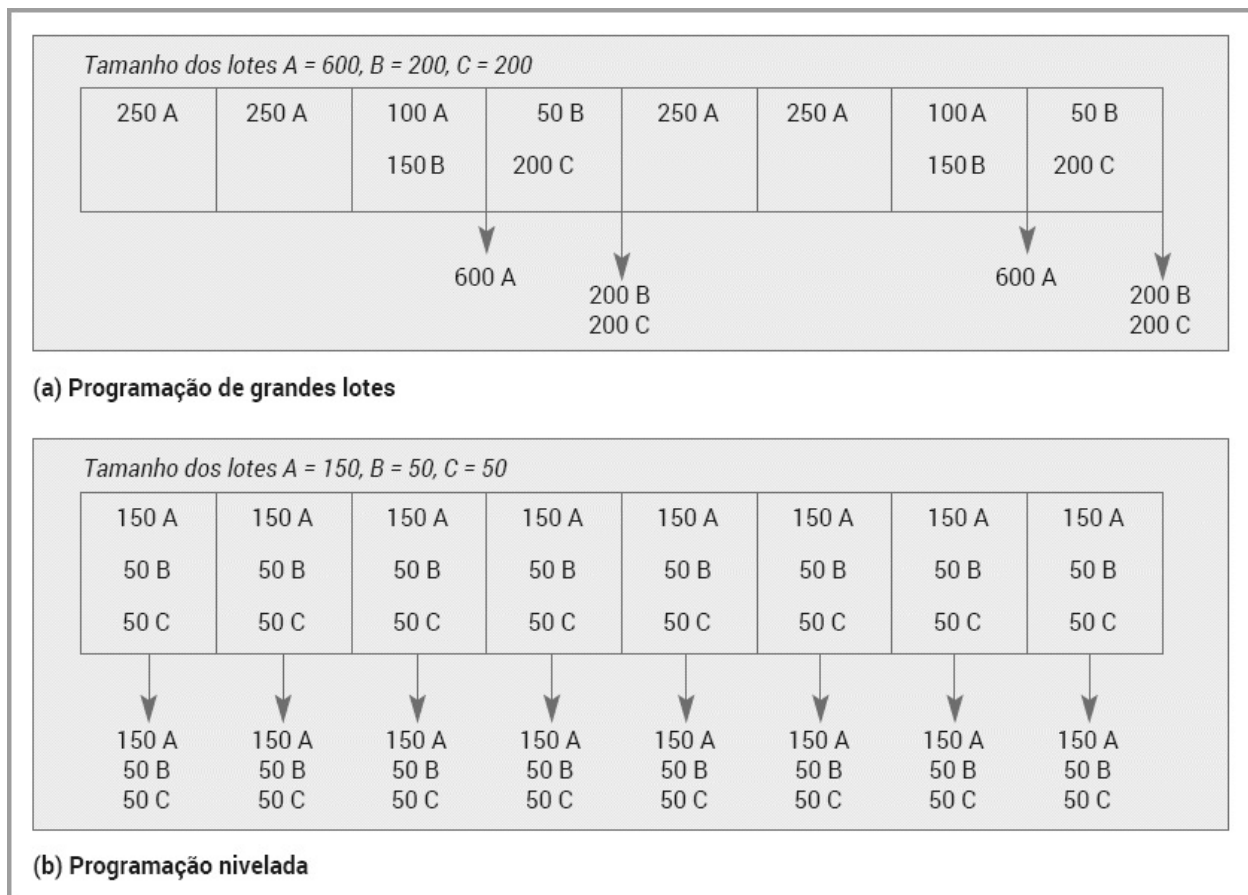 Tamanho dos lotes A = 600, B = 200, C = 200
250 A 250 A 100 A 50 B 250 A 250 A 100 A 50 B
150 B 200 C 150 B 200 C
600 A 600 A
200 B 200 B
200 C 200 C
(a) Programação de grandes lotes
Tamanho dos lotes A = 150, B = 50, C = 50
150 A 150 A 150 A 150 A 150 A 150 A 150 A 150 A
50 B 50 B 50 B 50 B 50 B 50 B 50 B 50 B
50 C 50 C 50 C 50 C 50 C 50 C 50 C 50 C
150 A 150 A 150 A 150 A 150 A 150 A 150 A 150 A
50 B 50 B 50 B 50 B 50 B 50 B 50 B 50 B
50 C 50 C 50 C 50 C 50 C 50 C 50 C 50 C
(b) Programação nivelada